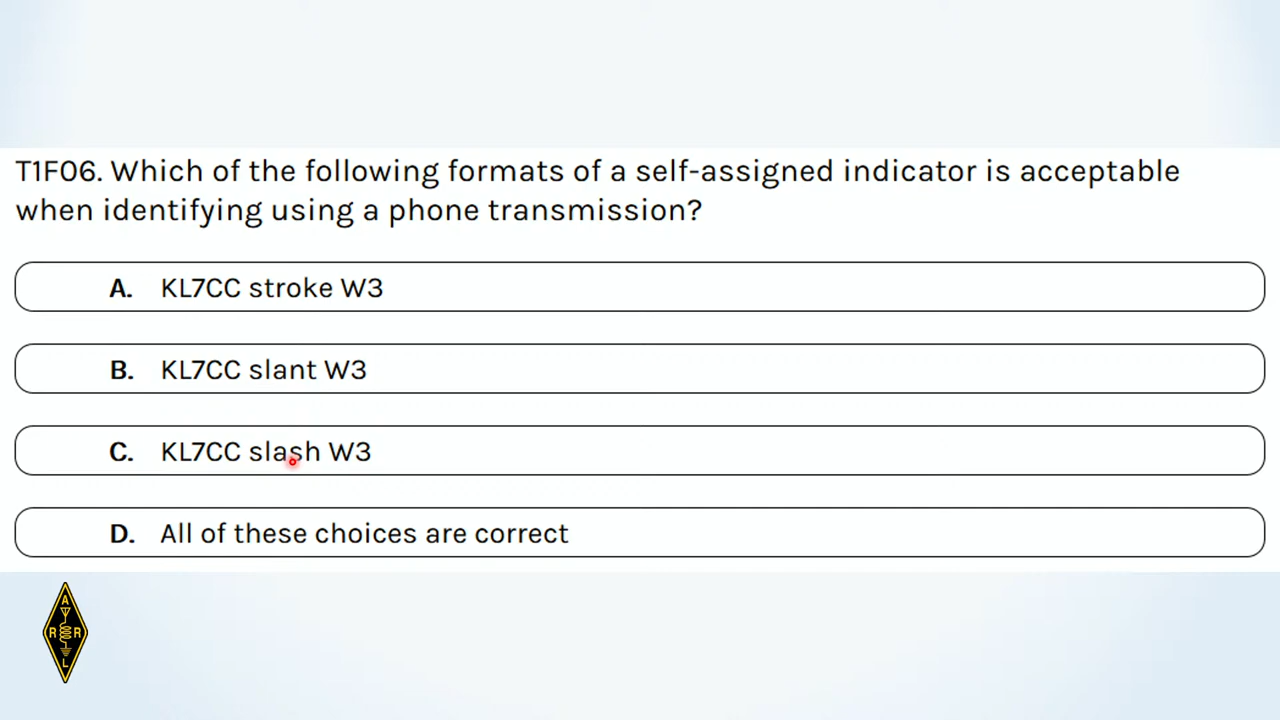 T1F06. Which of the following formats of a self-assigned indicator is acceptable
when identifying using a phone transmission?
A. KL7CC stroke W3
B. KL7CC slant W3
C. KL7CC slash W3
D. All of these choices are correct
A
R R
L